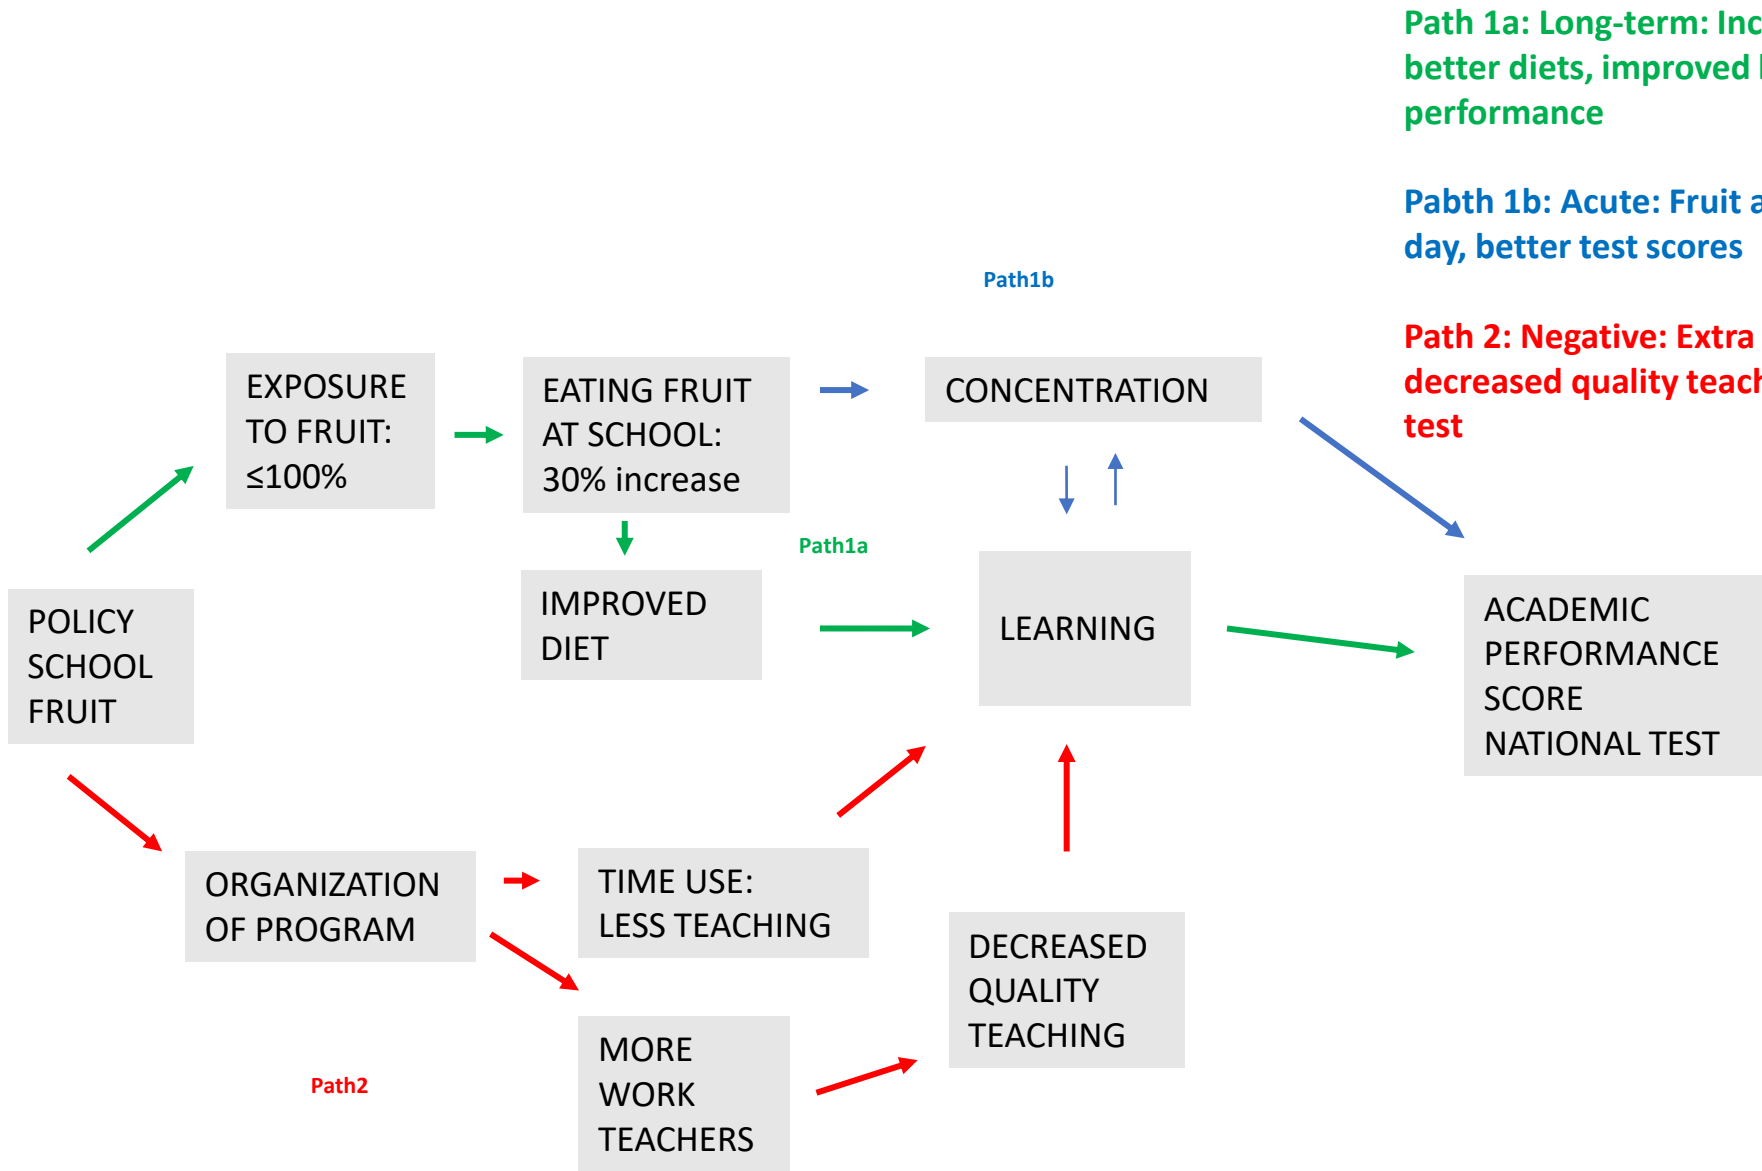 Path 1a: Long-term: Inc
better diets, improved
performance
Pabth 1b: Acute: Fruit
day, better test scores
Path 2: Negative: Extra
decreased quality teach
test
Path1b
EXPOSURE
TO FRUIT:
≤100%
EATING FRUIT
AT SCHOOL:
30% increase
CONCENTRATION
Path1a
POLICY
SCHOOL
FRUIT
IMPROVED
DIET
LEARNING
ACADEMIC
PERFORMANCE
SCORE
NATIONAL TEST
ORGANIZATION
OF PROGRAM
TIME USE:
LESS TEACHING
DECREASED
QUALITY
TEACHING
MORE
WORK
TEACHERS
Path2